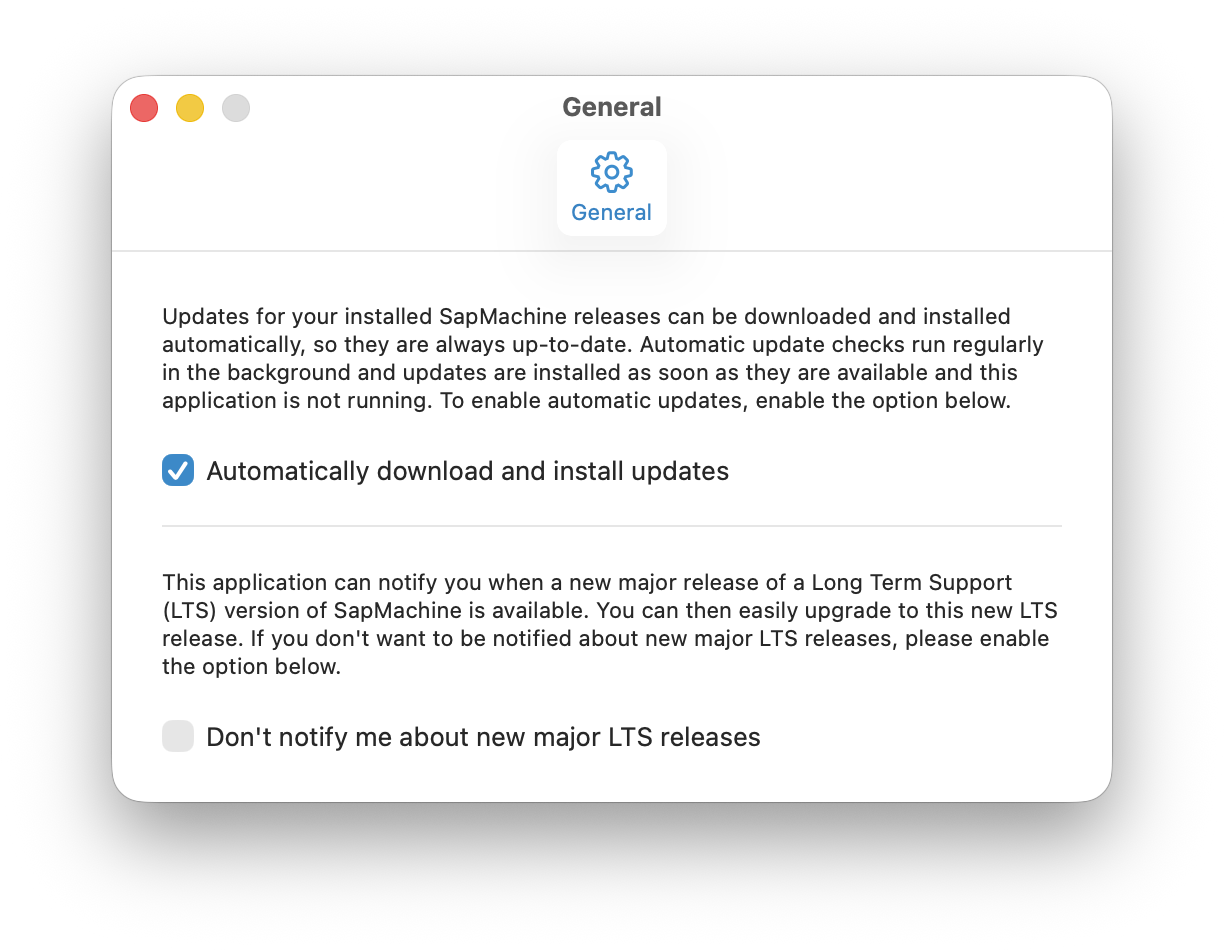 General
General
Updates for your installed SapMachine releases can be downloaded and installed
automatically, so they are always up-to-date. Automatic update checks run regularly
in the background and updates are installed as soon as they are available and this
application is not running. To enable automatic updates, enable the option below.
Automatically download and install updates
This application can notify you when a new major release of a Long Term Support
(LTS) version of SapMachine is available. You can then easily upgrade to this new LTS
release. If you don't want to be notified about new major LTS releases, please enable
the option below.
Don't notify me about new major LTS releases